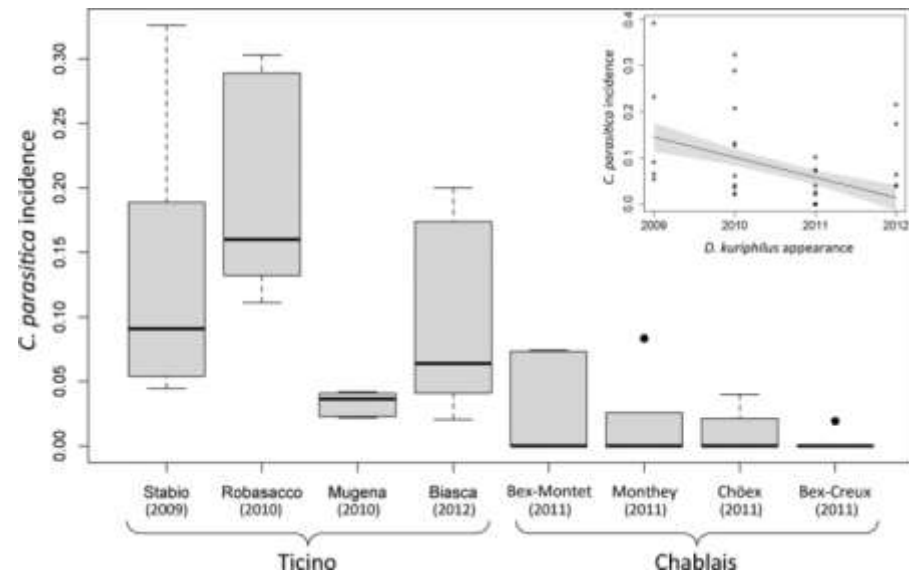 C. parasitica incidence
0.30
0.20
0.15
0.10
0.05
0.00
C. parasitica incidence
0.4
0.3
0.2
0.1
0.0
2009 2010 2011 2012
D. kuriphilus appearance
Stabio Robasacco Mugena Biasca Bex-Montet Monthey Chöex Bex-Creux
(2009) (2010) (2010) (2012) (2011) (2011) (2011) (2011)
Ticino Chablais